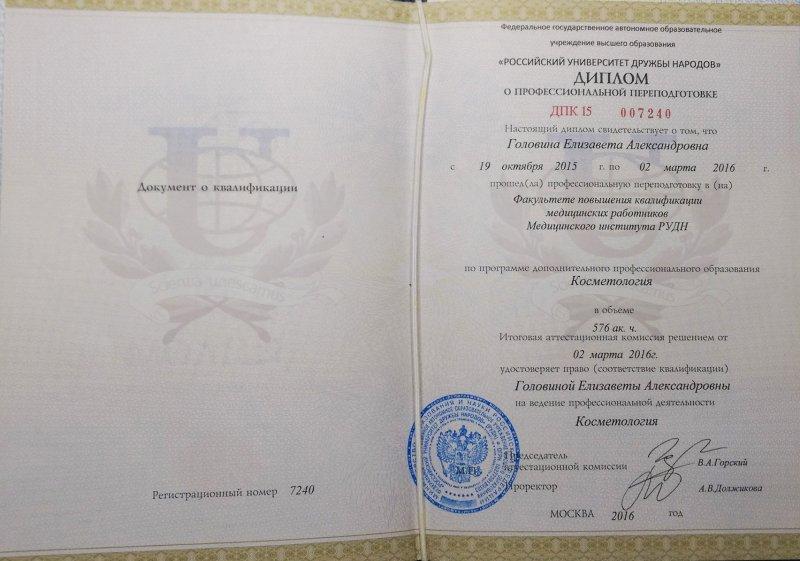 Документ о квалификации
Регистрационный номер 7240
Федеральное государственное автономное образовательное
учреждение высшего образования
«РОССИЙСКИЙ УНИВЕРСИТЕТ ДРУЖБЫ НАРОДОВ»
ДИПЛОМ
О ПРОФЕССИОНАЛЬНОЙ ПЕРЕПОДГОТОВКЕ
ДПК 15 007240
Настоящий диплом свидетельствует о том, что
Головина Елизавета Александровна
с 19 октября 2015 г. по 02 марта 2016 г.
прошел(ла) профессиональную переподготовку в (на)
Факультете повышения квалификации
медицинских работников
Медицинского института РУДН
по программе дополнительного профессионального образования
Косметология
в объеме
576 ак. ч.
Итоговая аттестационная комиссия решением от
02 марта 2016г.
удостоверяет право (соответствие квалификации)
Головиной Елизаветы Александровны
на ведение профессиональной деятельности
Косметология
Председатель
аттестационной комиссии В.А.Горский
Проректор А.В.Должикова
М.П.
МОСКВА 2016 год